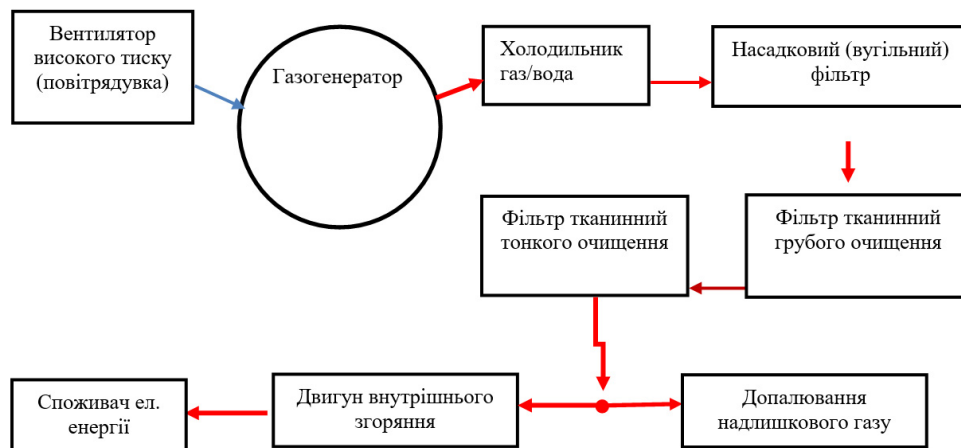 Вентилятор
високого тиску
(повітрядувка)
Газогенератор
Холодильник
газ/вода
Насадковий (вугільний)
фільтр
Фільтр тканинний
тонкого очищення
Фільтр тканинний
грубого очищення
Споживач ел.
енергії
Двигун внутрішнього
згоряння
Допалювання
надлишкового газу